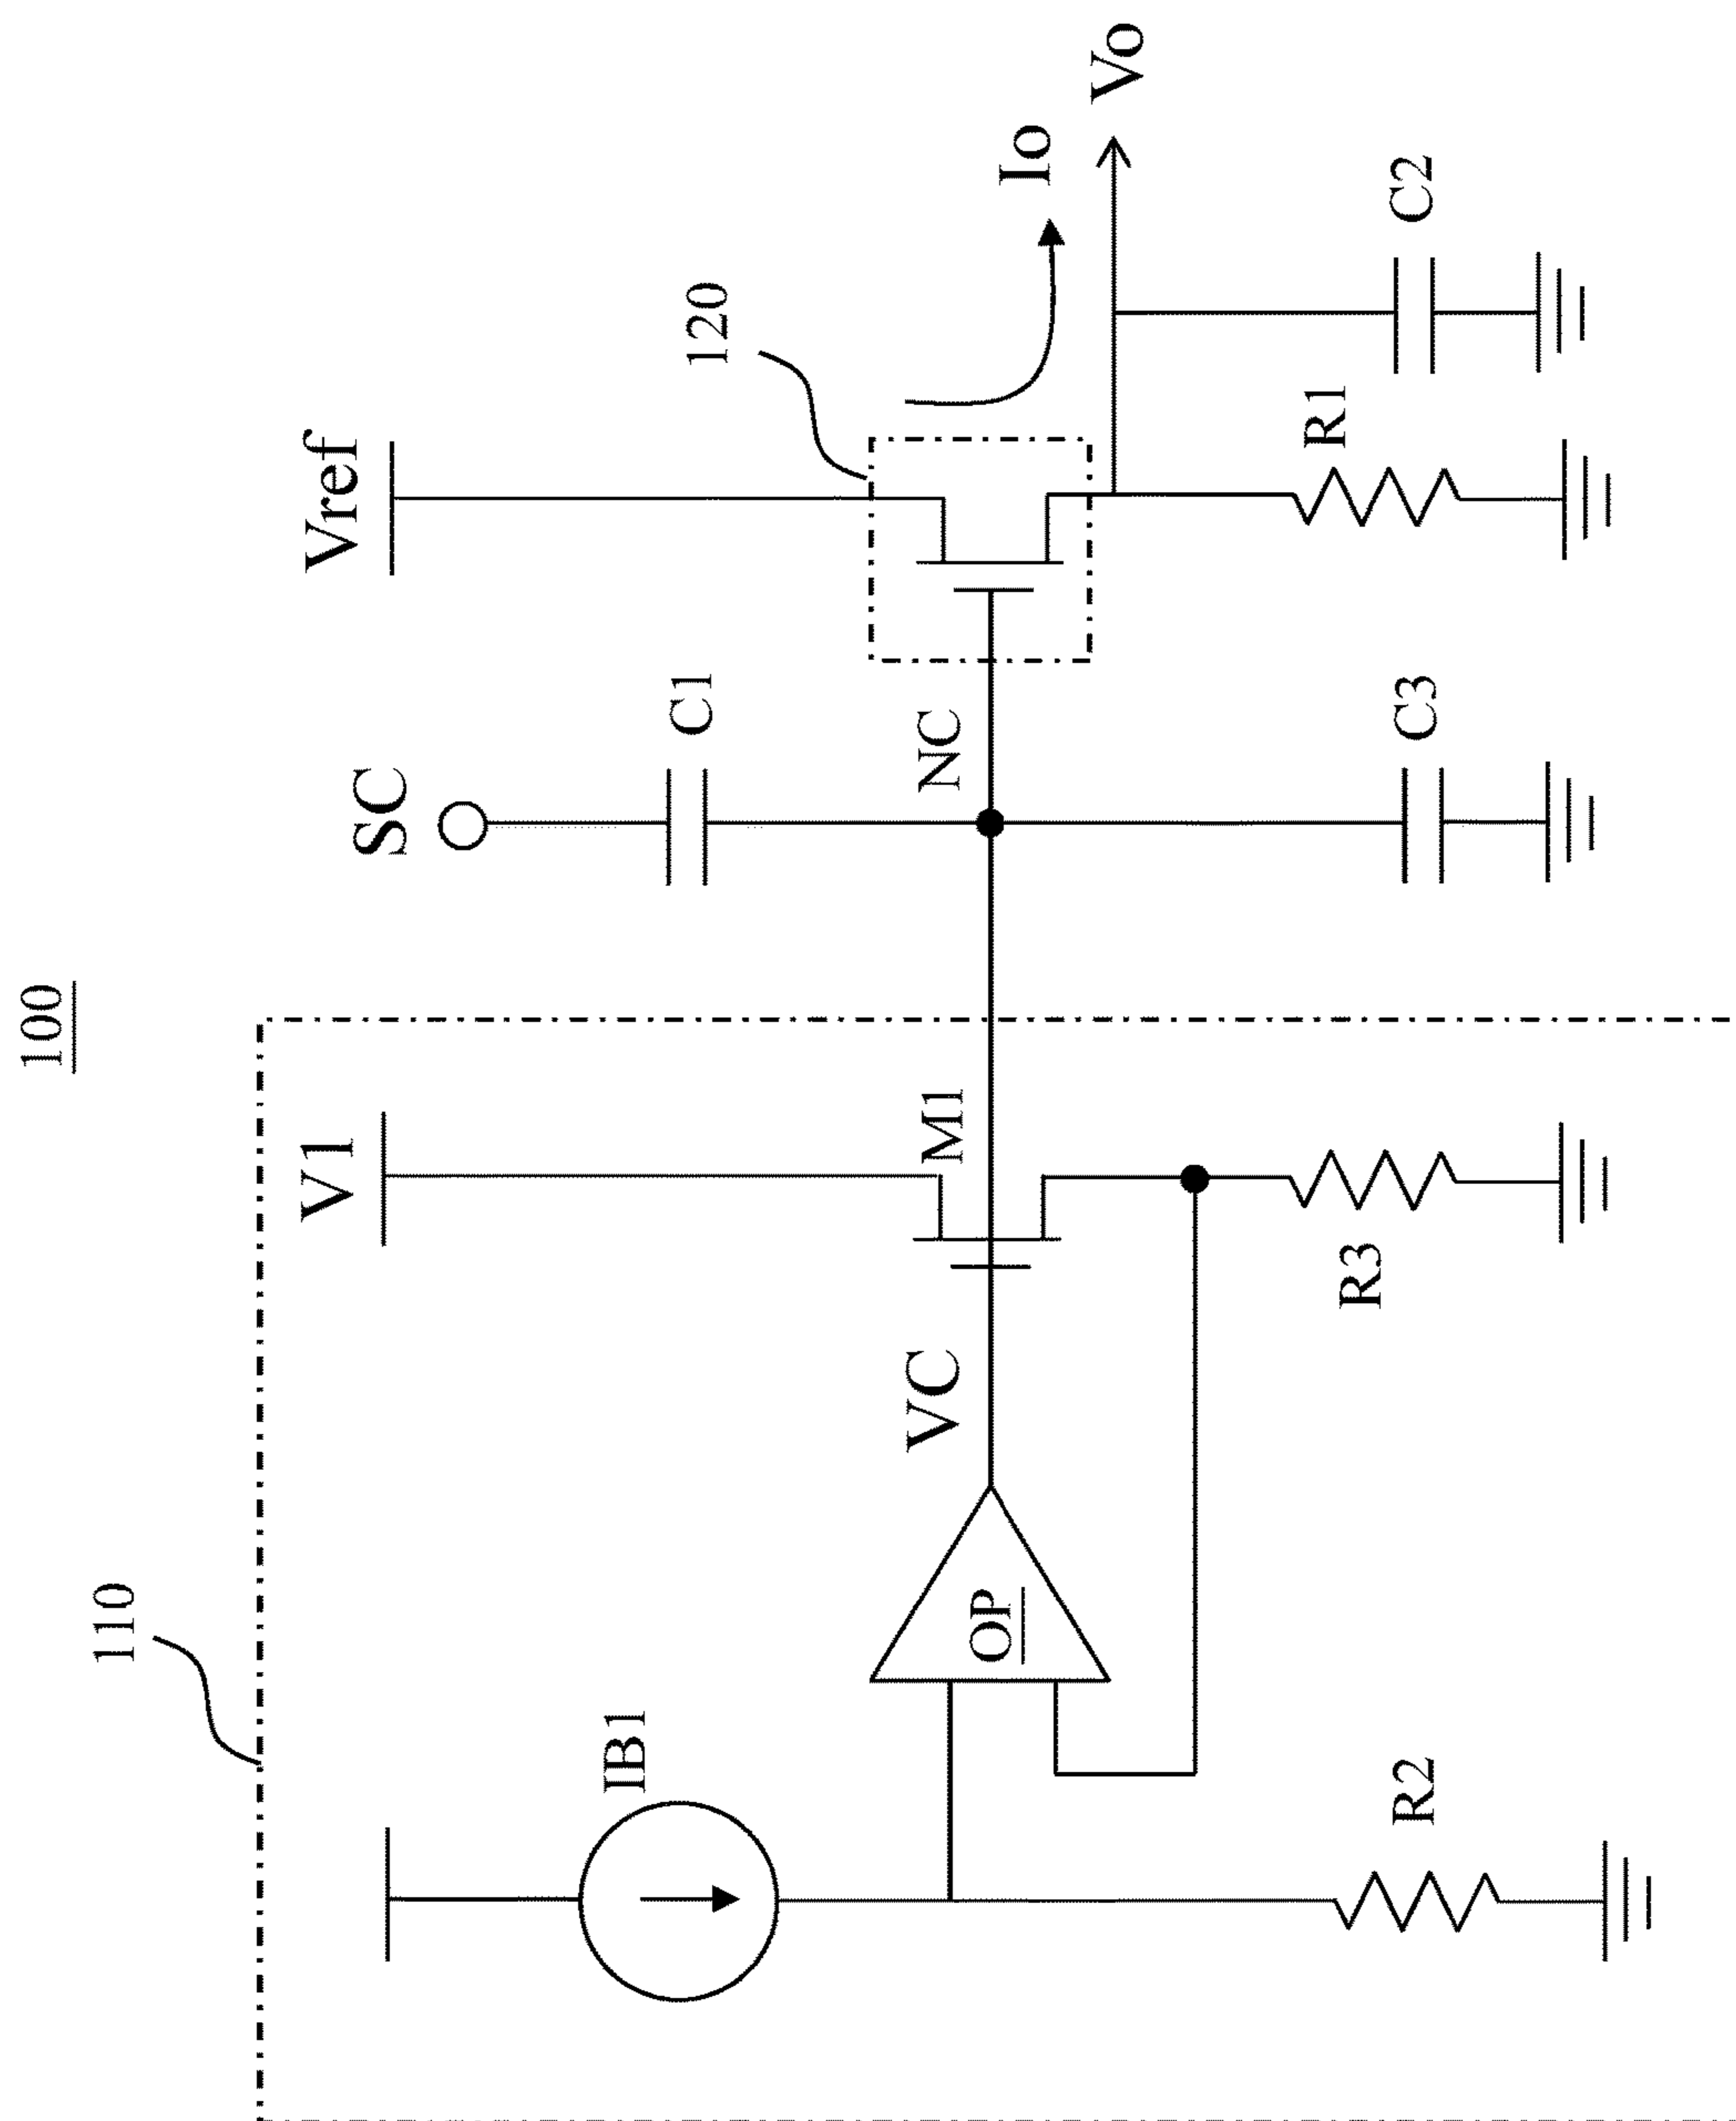 100
110
120
V1
SC
Vref
IB1
C1
M1
NC
Io
Vo
VC
OP
R2
R3
C3
R1
C2